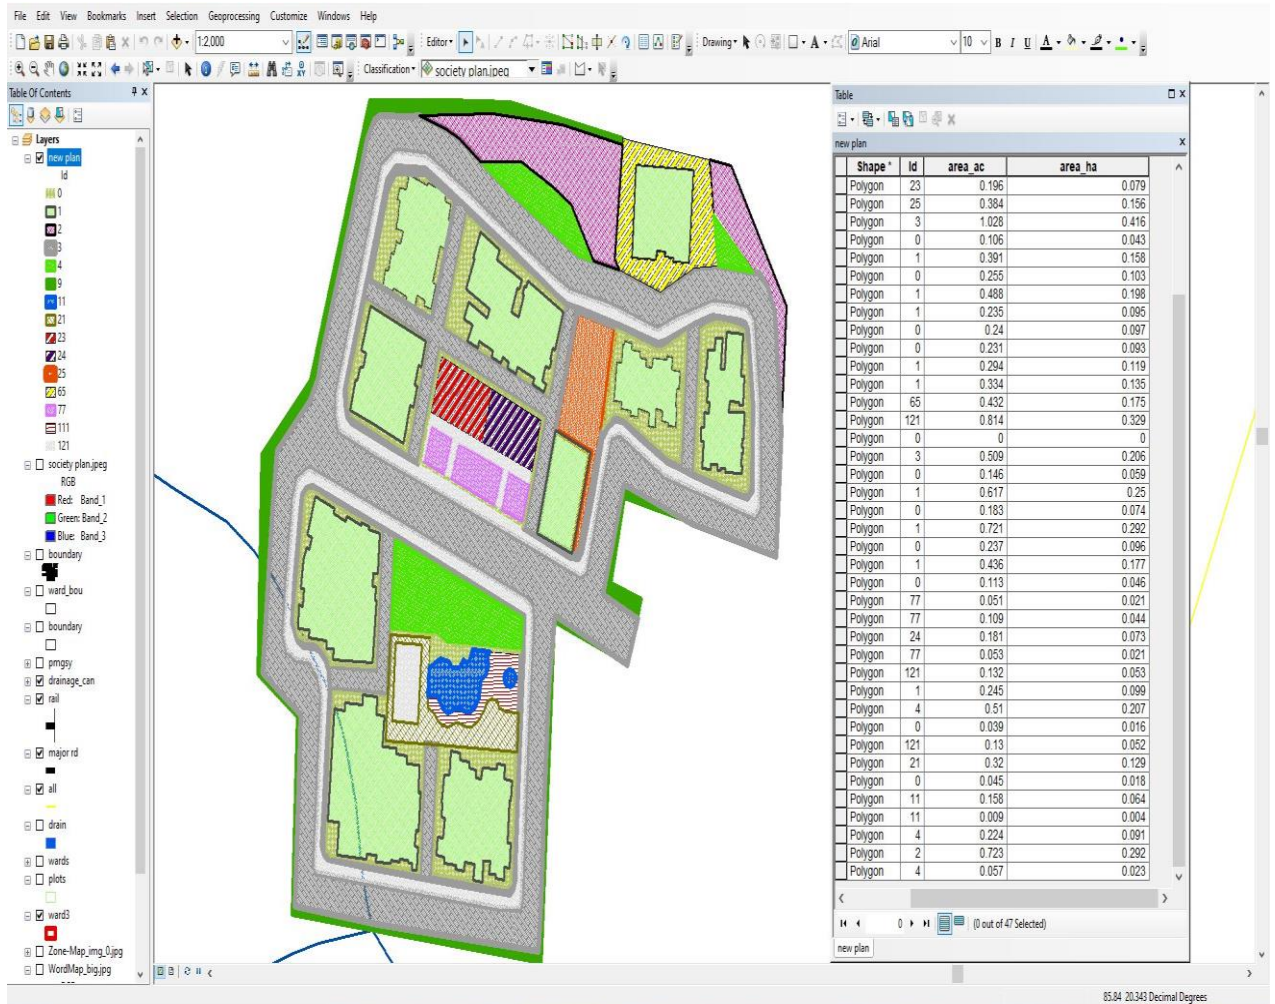 File Edit View Bookmarks Insert Selection Geoprocessing Customize Windows Help
1:2,000 Editor Drawing Arial 10 B I U A
Classification society plan.jpeg
Table Of Contents
Layers
new plan
Id
0
1
2
3
4
9
11
21
23
24
25
65
77
111
121
society plan.jpeg
RGB
Red: Band_1
Green: Band_2
Blue: Band_3
boundary
ward_bou
boundary
pmgsy
drainage_can
rail
major rd
all
drain
wards
plots
ward3
Zone-Map_img_0.jpg
WordMap_big.jpg
Table
new plan
Shape * Id area_ac area_ha
Polygon 23 0.196 0.079
Polygon 25 0.384 0.156
Polygon 3 1.028 0.416
Polygon 0 0.106 0.043
Polygon 1 0.391 0.158
Polygon 0 0.255 0.103
Polygon 1 0.488 0.198
Polygon 1 0.235 0.095
Polygon 0 0.24 0.097
Polygon 0 0.231 0.093
Polygon 1 0.294 0.119
Polygon 1 0.334 0.135
Polygon 65 0.432 0.175
Polygon 121 0.814 0.329
Polygon 0 0 0
Polygon 3 0.509 0.206
Polygon 0 0.146 0.059
Polygon 1 0.617 0.25
Polygon 0 0.183 0.074
Polygon 1 0.721 0.292
Polygon 0 0.237 0.096
Polygon 1 0.436 0.177
Polygon 0 0.113 0.046
Polygon 77 0.051 0.021
Polygon 77 0.109 0.044
Polygon 24 0.181 0.073
Polygon 77 0.053 0.021
Polygon 121 0.132 0.053
Polygon 1 0.245 0.099
Polygon 4 0.51 0.207
Polygon 0 0.039 0.016
Polygon 121 0.13 0.052
Polygon 21 0.32 0.129
Polygon 0 0.045 0.018
Polygon 11 0.158 0.064
Polygon 11 0.009 0.004
Polygon 4 0.224 0.091
Polygon 2 0.723 0.292
Polygon 4 0.057 0.023
0 (0 out of 47 Selected)
new plan
85.84 20.343 Decimal Degrees